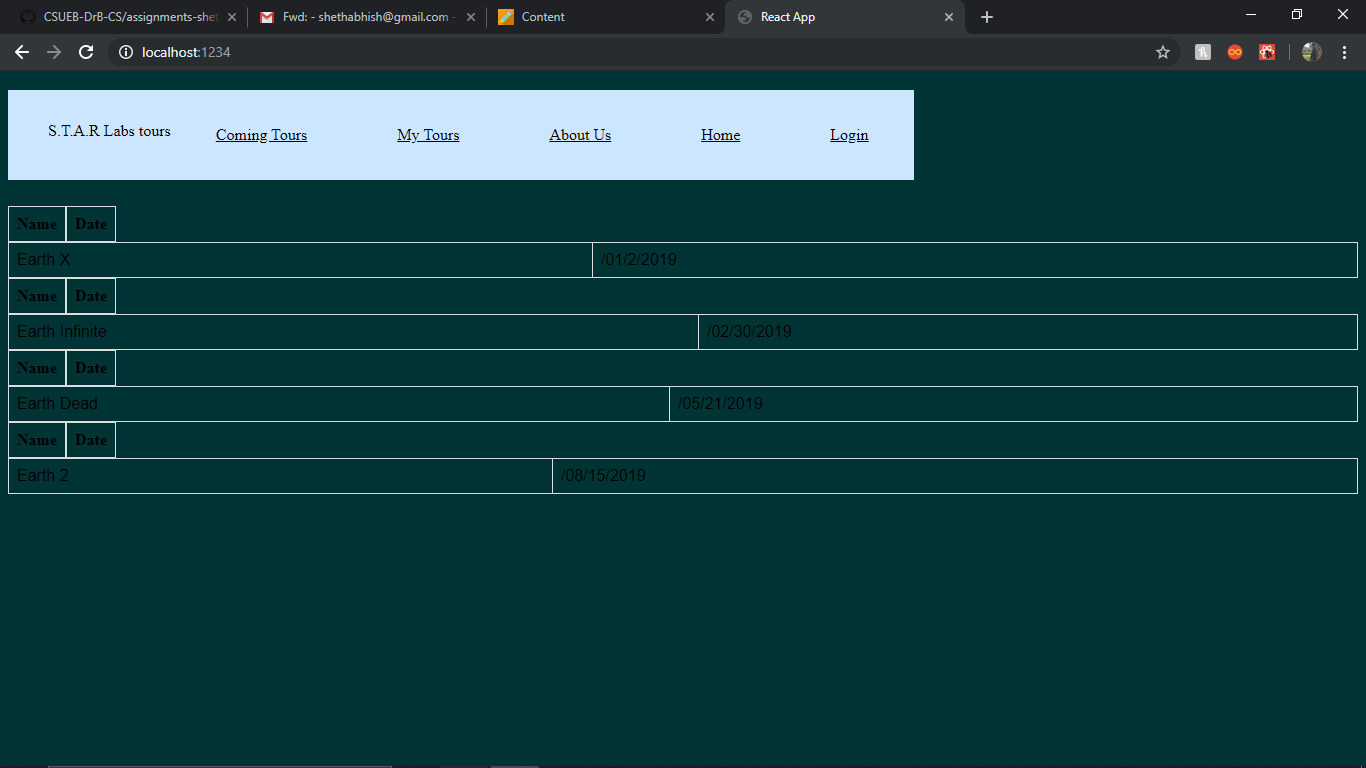 CSUEB-DrB-CS/assignments-shet
Fwd: - shethabhish@gmail.com -
Content
React App
localhost:1234
S.T.A.R Labs tours Coming Tours My Tours About Us Home Login
Name Date
Earth X /01/2/2019
Name Date
Earth Infinite /02/30/2019
Name Date
Earth Dead /05/21/2019
Name Date
Earth 2 /08/15/2019